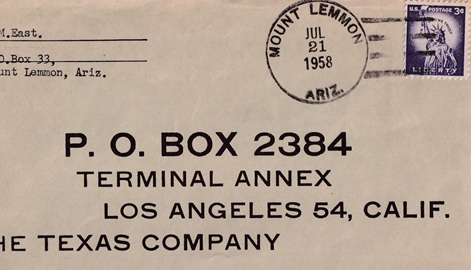 M.East.
O.Box 33,
unt Lemmon, Ariz.
MOUNT LEMMON
JUL
21
1958
ARIZ.
U.S. POSTAGE 3¢
LIBERTY
P. O. BOX 2384
TERMINAL ANNEX
LOS ANGELES 54, CALIF.
HE TEXAS COMPANY